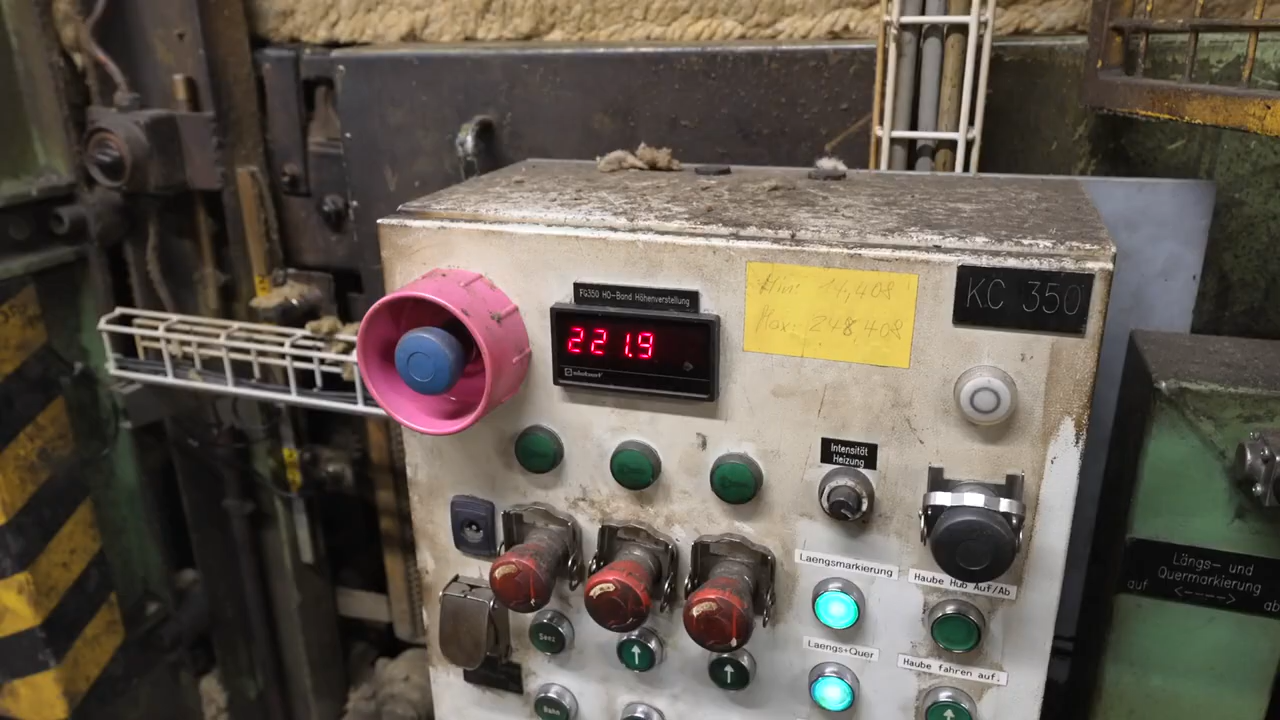 FG350 HO-Band Höhenverstellung
221.9
Min: 14,408
Max: 248,408
KC 350
Intensität
Heizung
Laengsmarkierung
Haube Hub Auf/Ab
Laengs+Quer
Haube fahren auf.
Längs- und
Quermarkierung
auf <----> ab